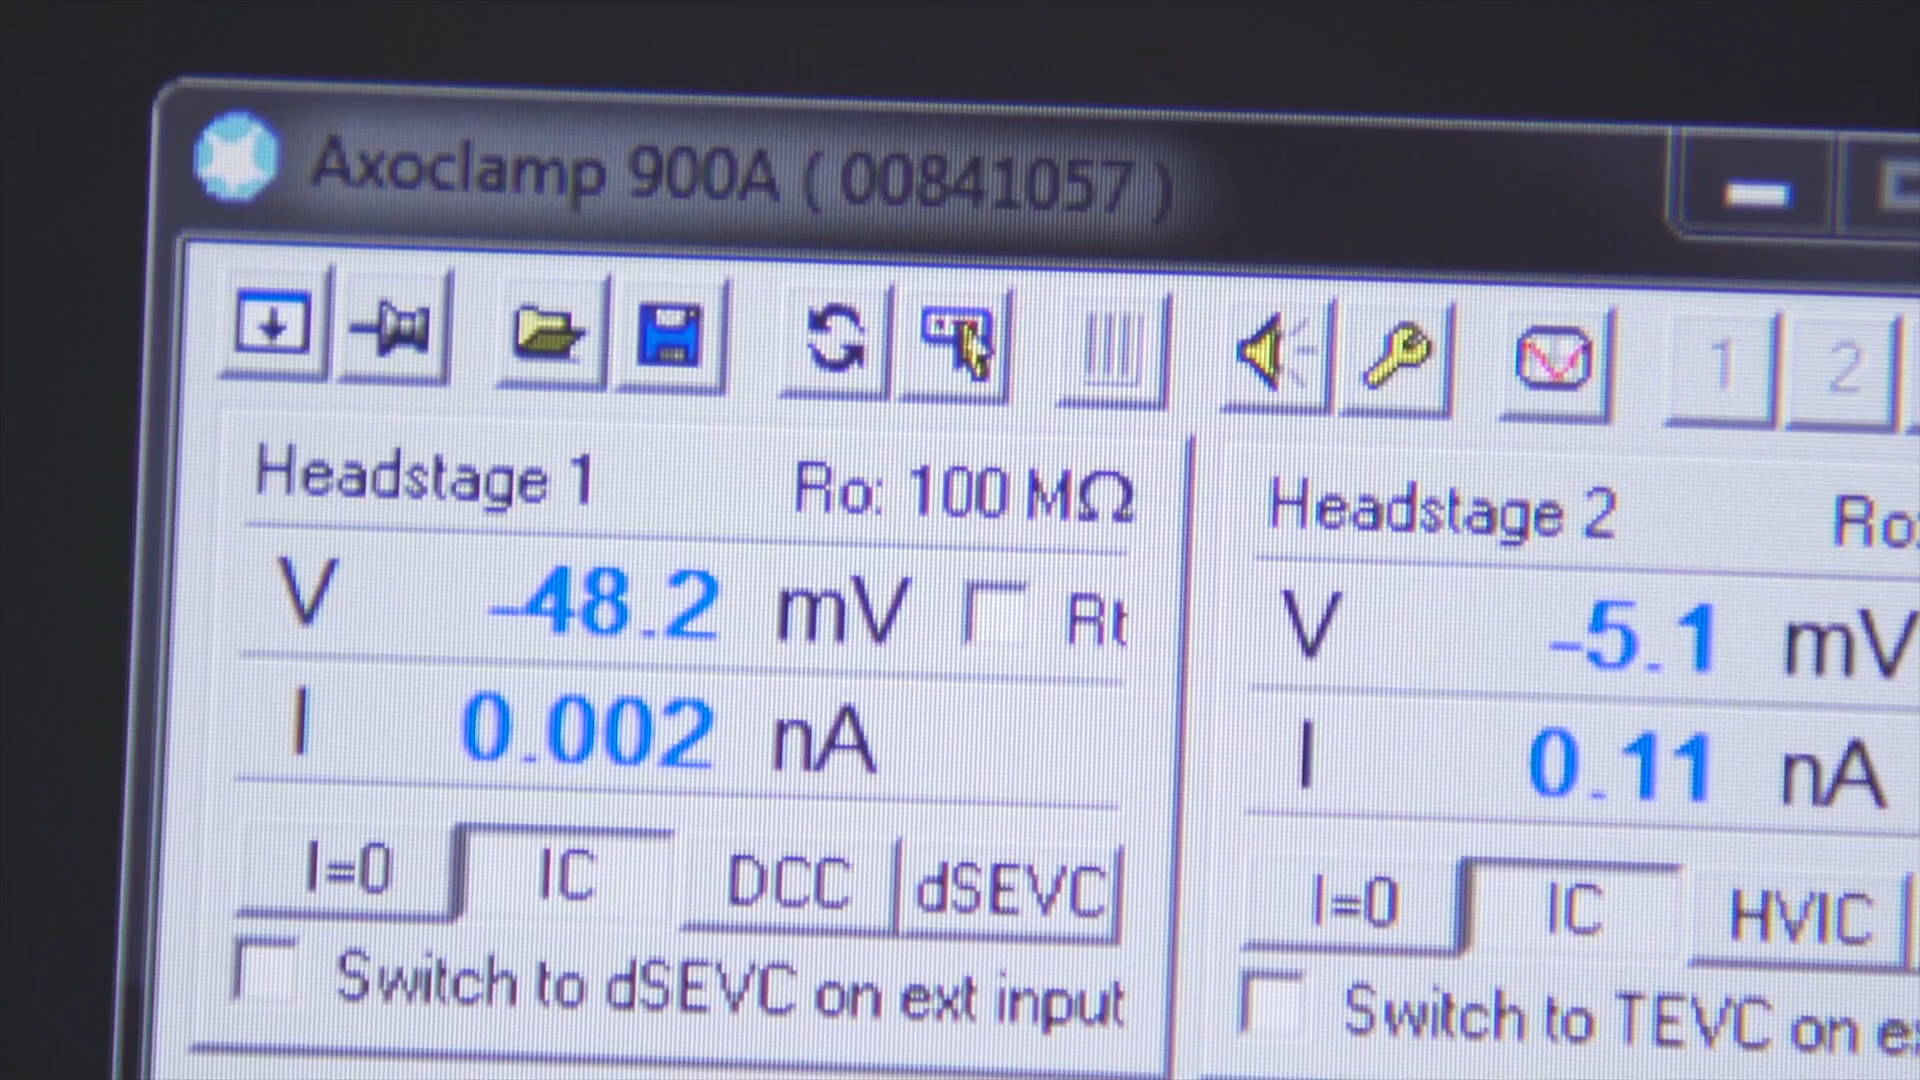 Axoclamp 900A ( 00841057 )
1 2
Headstage 1 Ro: 100 MΩ
V -48.2 mV Rt
I 0.002 nA
I=0 IC DCC dSEVC
Switch to dSEVC on ext input
Headstage 2 Ro:
V -5.1 mV
I 0.11 nA
I=0 IC HVIC
Switch to TEVC on